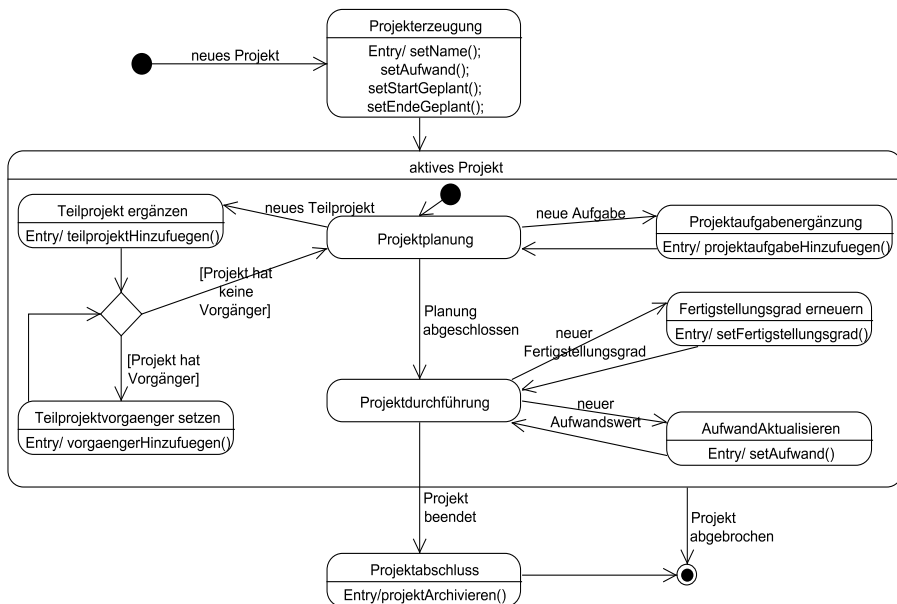 Projekterzeugung
Entry/ setName();
setAufwand();
setStartGeplant();
setEndeGeplant();
neues Projekt
aktives Projekt
Teilprojekt ergänzen
Entry/ teilprojektHinzufuegen()
neues Teilprojekt
Projektplanung
neue Aufgabe
Projektaufgabenergänzung
Entry/ projektaufgabeHinzufuegen()
[Projekt hat
keine
Vorgänger]
Planung
abgeschlossen
Fertigstellungsgrad erneuern
Entry/ setFertigstellungsgrad()
neuer
Fertigstellungsgrad
[Projekt hat
Vorgänger]
Teilprojektvorgaenger setzen
Entry/ vorgaengerHinzufuegen()
Projektdurchführung
neuer
Aufwandswert
AufwandAktualisieren
Entry/ setAufwand()
Projekt
beendet
Projekt
abgebrochen
Projektabschluss
Entry/projektArchivieren()